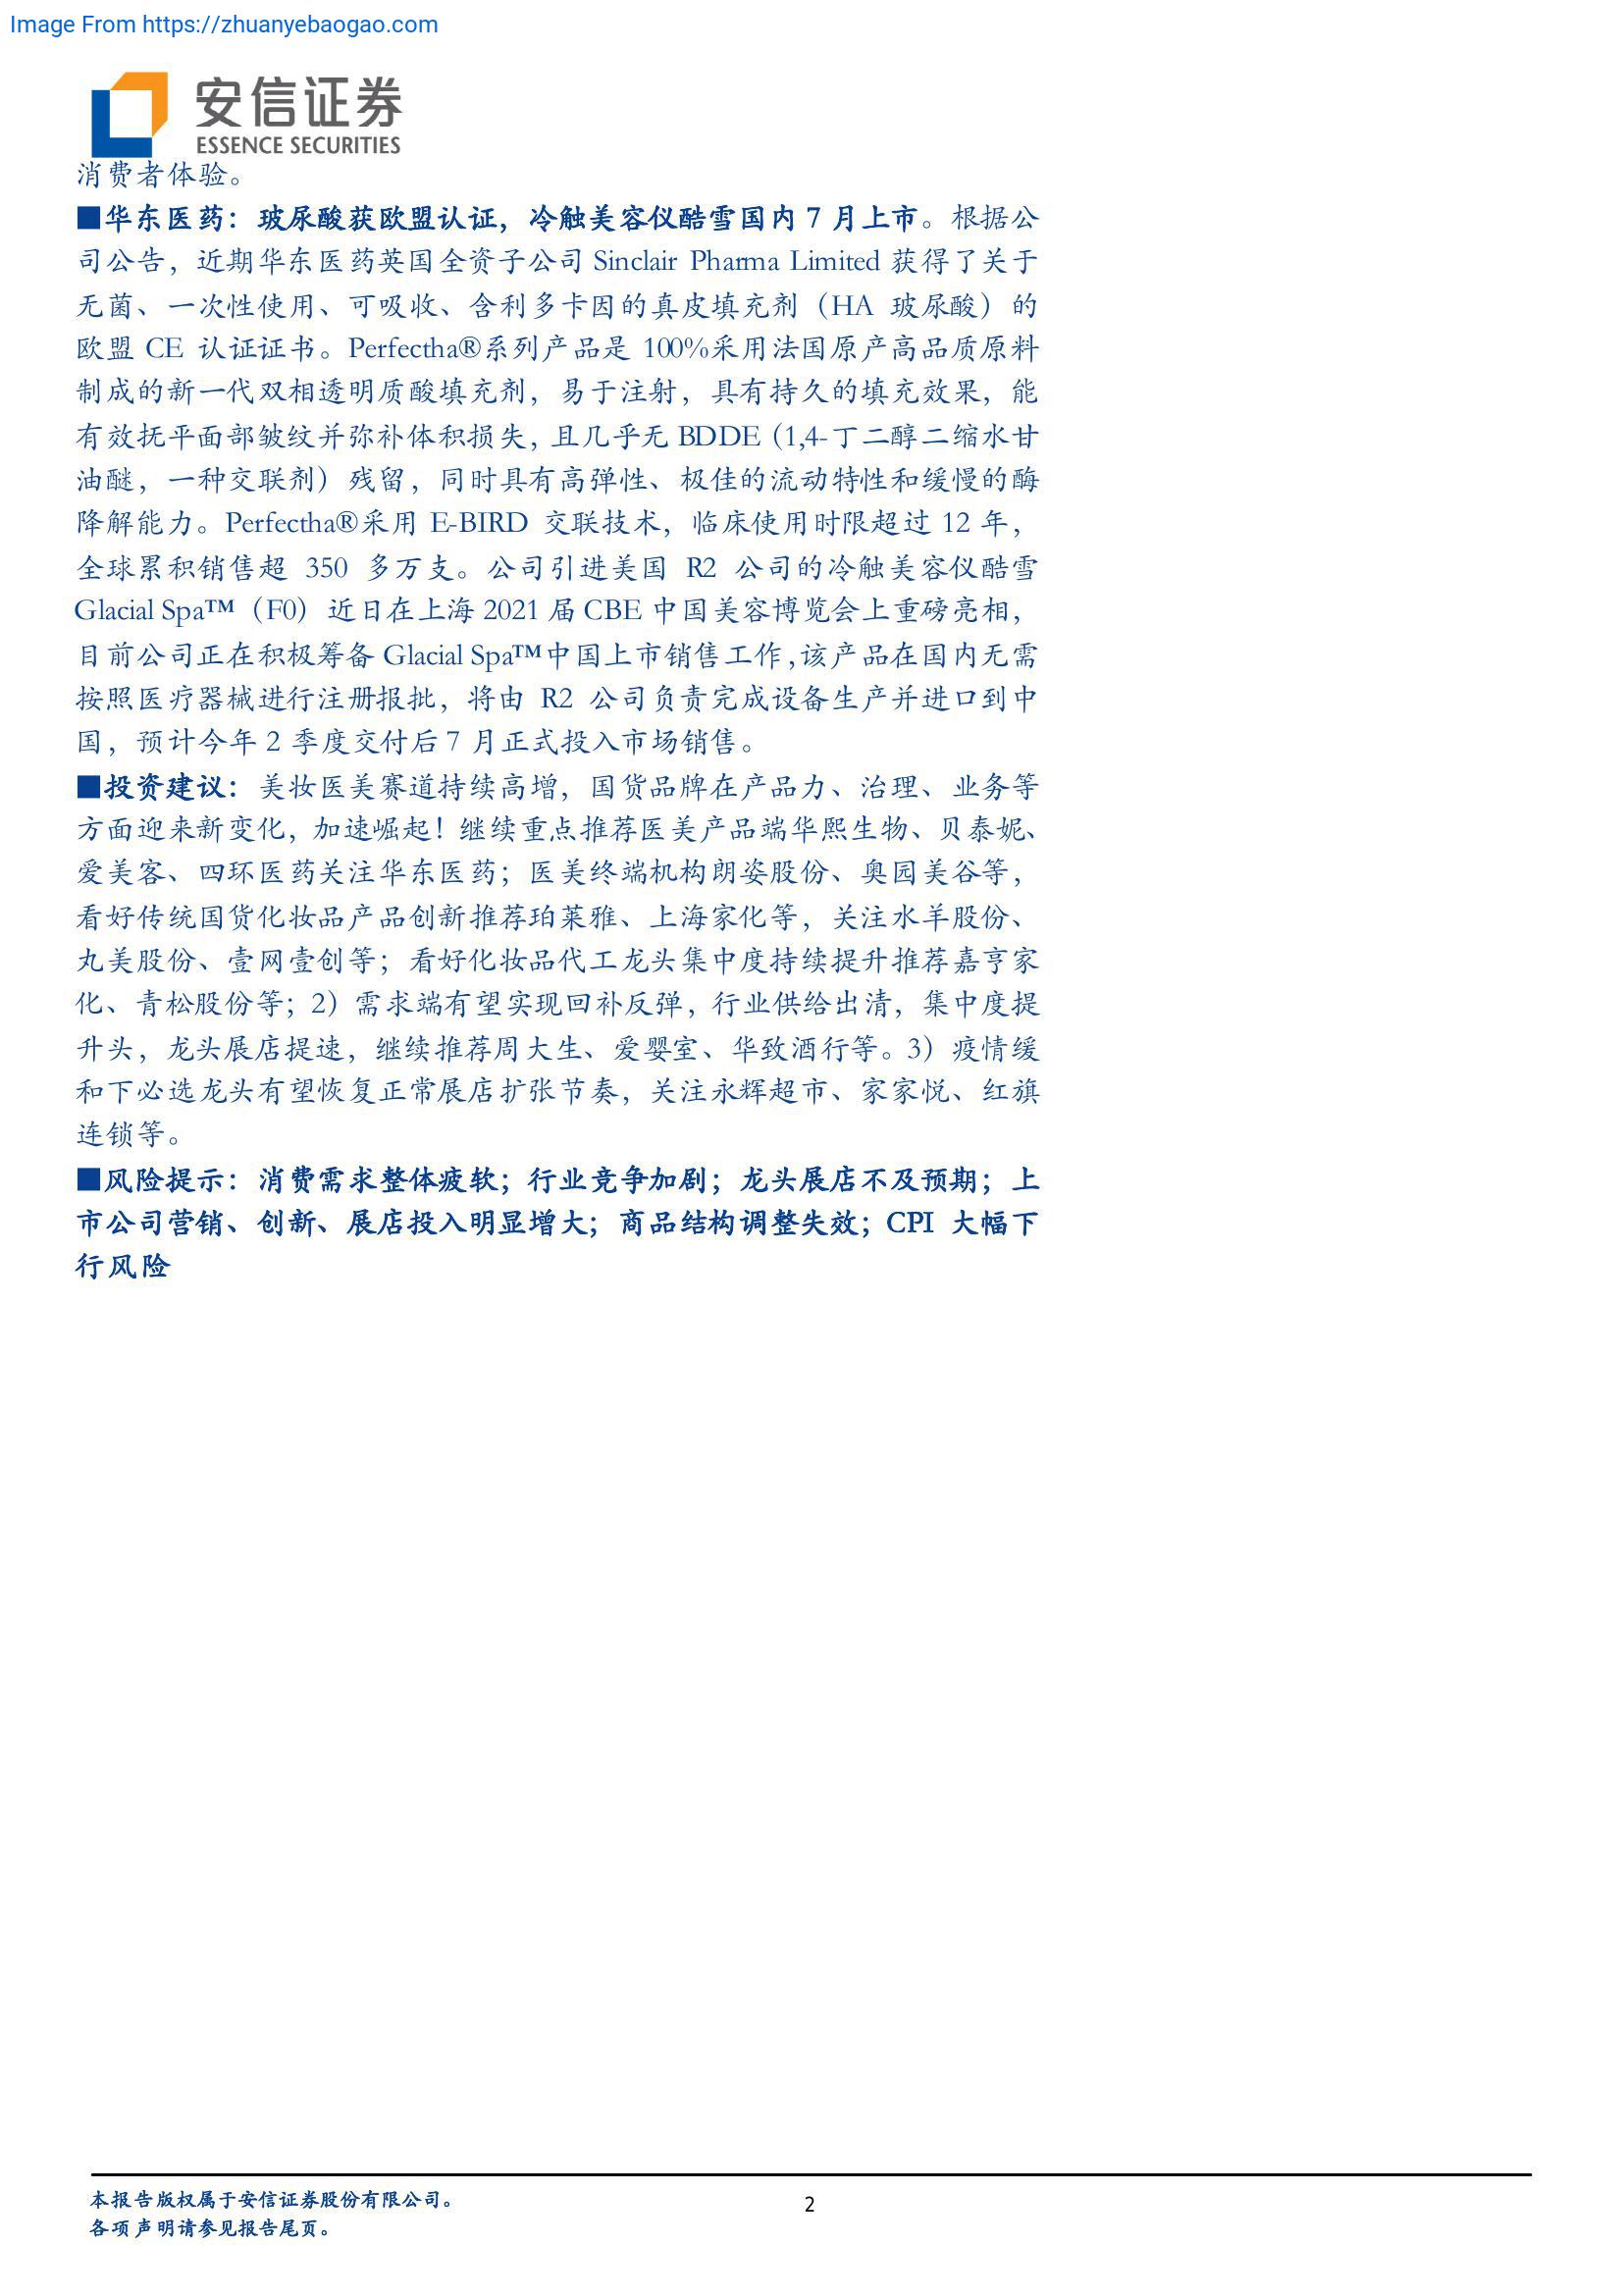 Image From https://zhuanyebaogao.com
安信证券
ESSENCE SECURITIES
消费者体验。
■华东医药：玻尿酸获欧盟认证，冷触美容仪酷雪国内 7 月上市。根据公
司公告，近期华东医药英国全资子公司 Sinclair Pharma Limited 获得了关于
无菌、一次性使用、可吸收、含利多卡因的真皮填充剂（HA 玻尿酸）的
欧盟 CE 认证证书。Perfectha®系列产品是 100%采用法国原产高品质原料
制成的新一代双相透明质酸填充剂，易于注射，具有持久的填充效果，能
有效抚平面部皱纹并弥补体积损失，且几乎无 BDDE（1,4-丁二醇二缩水甘
油醚，一种交联剂）残留，同时具有高弹性、极佳的流动特性和缓慢的酶
降解能力。Perfectha®采用 E-BIRD 交联技术，临床使用时限超过 12 年，
全球累积销售超 350 多万支。公司引进美国 R2 公司的冷触美容仪酷雪
Glacial Spa™（F0）近日在上海 2021 届 CBE 中国美容博览会上重磅亮相，
目前公司正在积极筹备 Glacial Spa™中国上市销售工作，该产品在国内无需
按照医疗器械进行注册报批，将由 R2 公司负责完成设备生产并进口到中
国，预计今年 2 季度交付后 7 月正式投入市场销售。
■投资建议：美妆医美赛道持续高增，国货品牌在产品力、治理、业务等
方面迎来新变化，加速崛起！继续重点推荐医美产品端华熙生物、贝泰妮、
爱美客、四环医药关注华东医药；医美终端机构朗姿股份、奥园美谷等，
看好传统国货化妆品产品创新推荐珀莱雅、上海家化等，关注水羊股份、
丸美股份、壹网壹创等；看好化妆品代工龙头集中度持续提升推荐嘉亨家
化、青松股份等；2）需求端有望实现回补反弹，行业供给出清，集中度提
升头，龙头展店提速，继续推荐周大生、爱婴室、华致酒行等。3）疫情缓
和下必选龙头有望恢复正常展店扩张节奏，关注永辉超市、家家悦、红旗
连锁等。
■风险提示：消费需求整体疲软；行业竞争加剧；龙头展店不及预期；上
市公司营销、创新、展店投入明显增大；商品结构调整失效；CPI 大幅下
行风险
本报告版权属于安信证券股份有限公司。
2
各项声明请参见报告尾页。